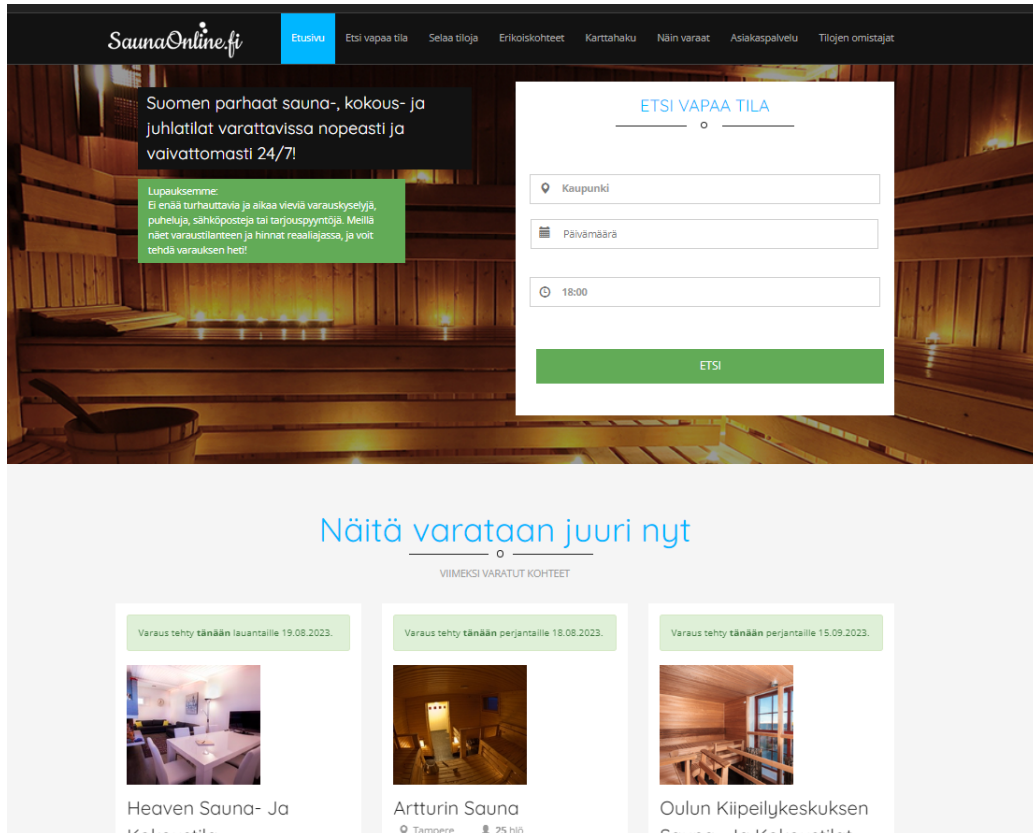 SaunaOnline.fi
Etusivu
Etsi vapaa tila
Selaa tiloja
Erikoiskohteet
Karttahaku
Näin varaat
Asiakaspalvelu
Tilojen omistajat
Suomen parhaat sauna-, kokous- ja
juhlatilat varattavissa nopeasti ja
vaivattomasti 24/7!
Lupauksemme:
Ei enää turhauttavia ja aikaa vieviä varauskyselyjä,
puheluja, sähköposteja tai tarjouspyyntöjä. Meillä
näet varaustilanteen ja hinnat reaaliajassa, ja voit
tehdä varauksen heti!
ETSI VAPAA TILA
Kaupunki
Päivämäärä
18:00
ETSI
Näitä varataan juuri nyt
VIIMEKSI VARATUT KOHTEET
Varaus tehty tänään lauantaille 19.08.2023.
Heaven Sauna- Ja
Kokoustila
Varaus tehty tänään perjantaille 18.08.2023.
Artturin Sauna
Tampere 25 hlö
Varaus tehty tänään perjantaille 15.09.2023.
Oulun Kiipeilykeskuksen
Sauna- Ja Kokoustilat